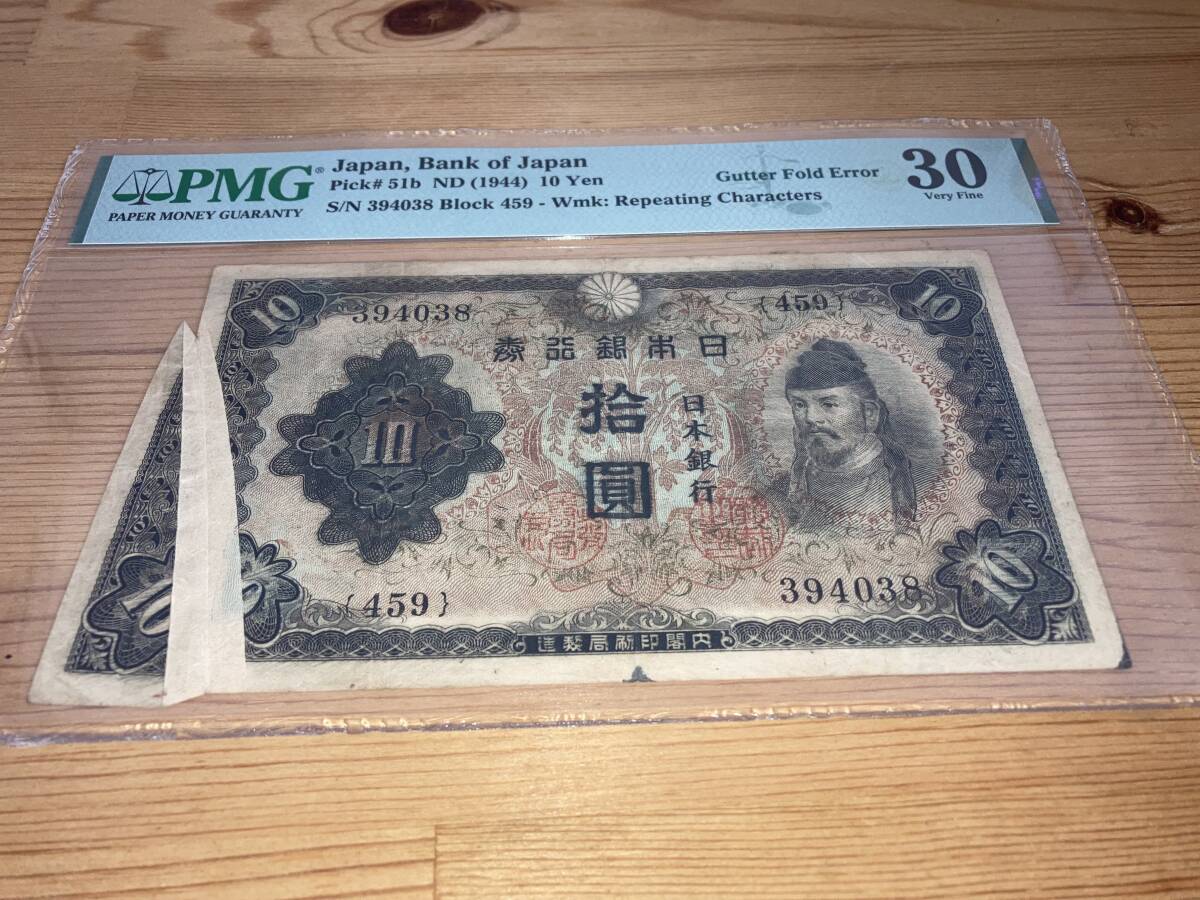 PMG®
PAPER MONEY GUARANTY
Japan, Bank of Japan
Pick# 51b ND (1944) 10 Yen
S/N 394038 Block 459 - Wmk: Repeating Characters
Gutter Fold Error
30
Very Fine
10
394038
{459}
10
券行銀本日
10
拾圓
日本銀行
{459}
394038
10
10
造製局刷印閣内